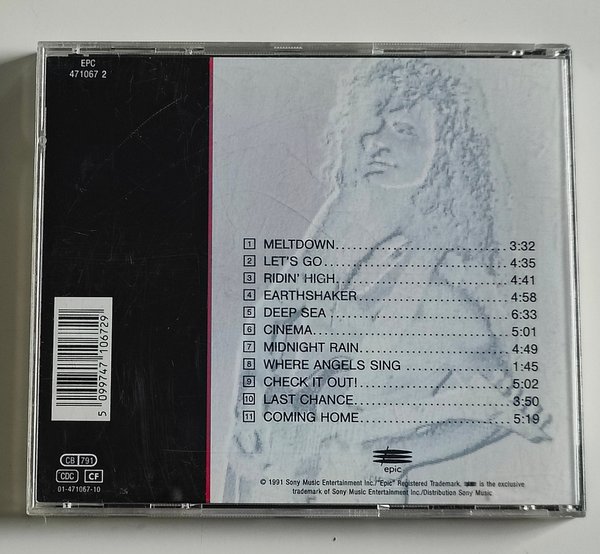 EPC
471067 2
1 MELTDOWN........................................ 3:32
2 LET'S GO........................................... 4:35
3 RIDIN' HIGH........................................ 4:41
4 EARTHSHAKER................................... 4:58
5 DEEP SEA.......................................... 6:33
6 CINEMA............................................. 5:01
7 MIDNIGHT RAIN................................... 4:49
8 WHERE ANGELS SING .......................... 1:45
9 CHECK IT OUT!................................... 5:02
10 LAST CHANCE.................................... 3:50
11 COMING HOME................................... 5:19
5 099747 106729
CB 791
CDC CF
01-471067-10
epic
© 1991 Sony Music Entertainment Inc./"Epic" Registered Trademark, is the exclusive
trademark of Sony Music Entertainment Inc./Distribution Sony Music